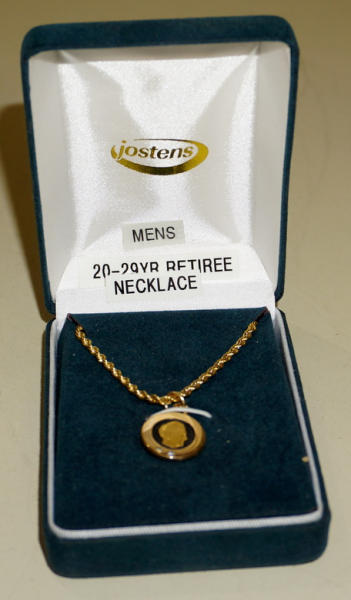 jostens
MENS
20-29YR RETIREE
NECKLACE